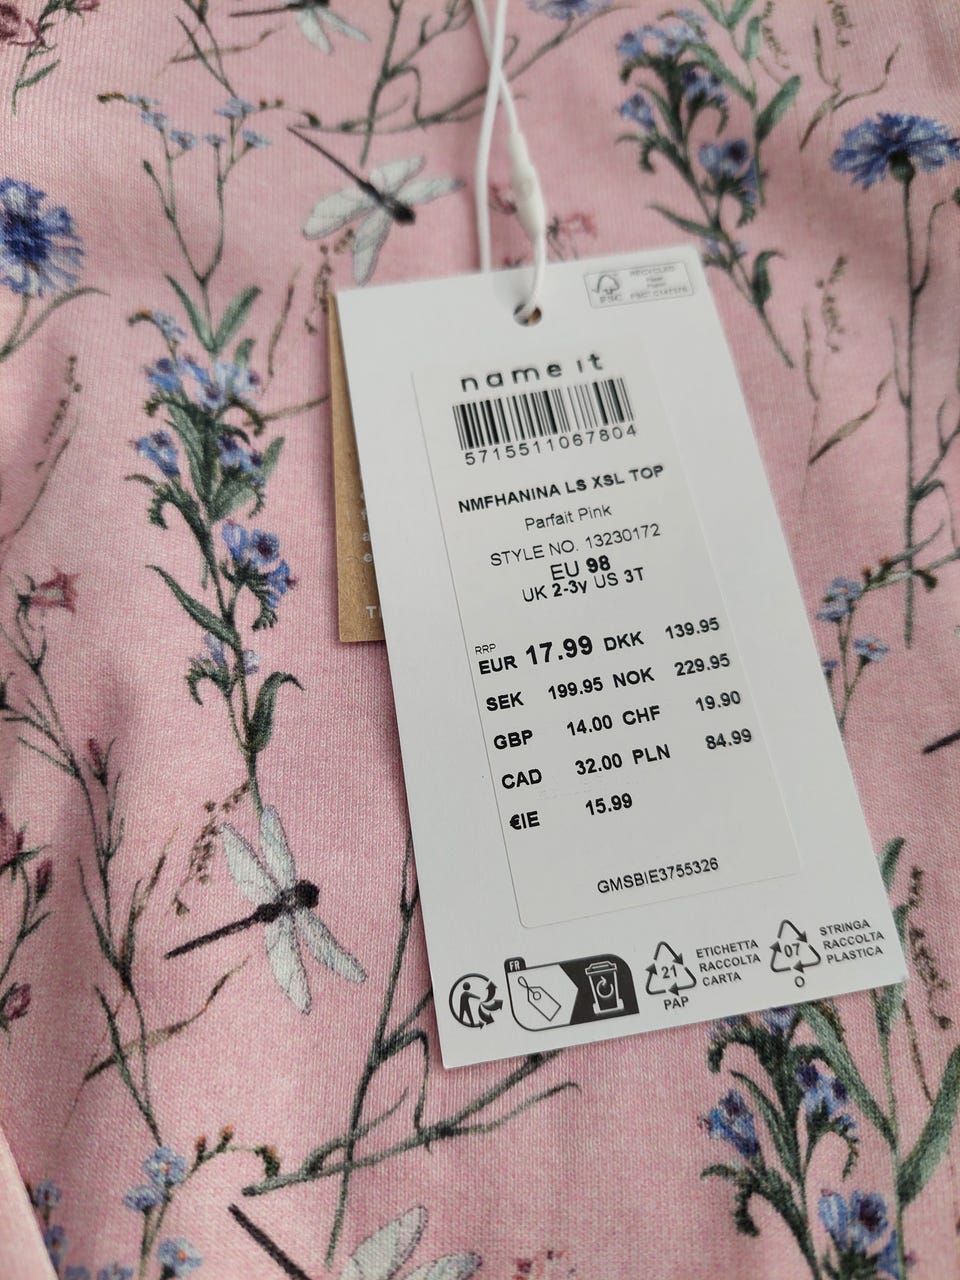 FSC
RECYCLED
name it
5715511067804
NMFHANINA LS XSL TOP
Parfait Pink
STYLE NO. 13230172
EU 98
UK 2-3y US 3T
RRP
EUR 17.99 DKK 139.95
SEK 199.95 NOK 229.95
GBP 14.00 CHF 19.90
CAD 32.00 PLN 84.99
€IE 15.99
GMSBIE3755326
FR
21
PAP
ETICHETTA
RACCOLTA
CARTA
07
O
STRINGA
RACCOLTA
PLASTICA